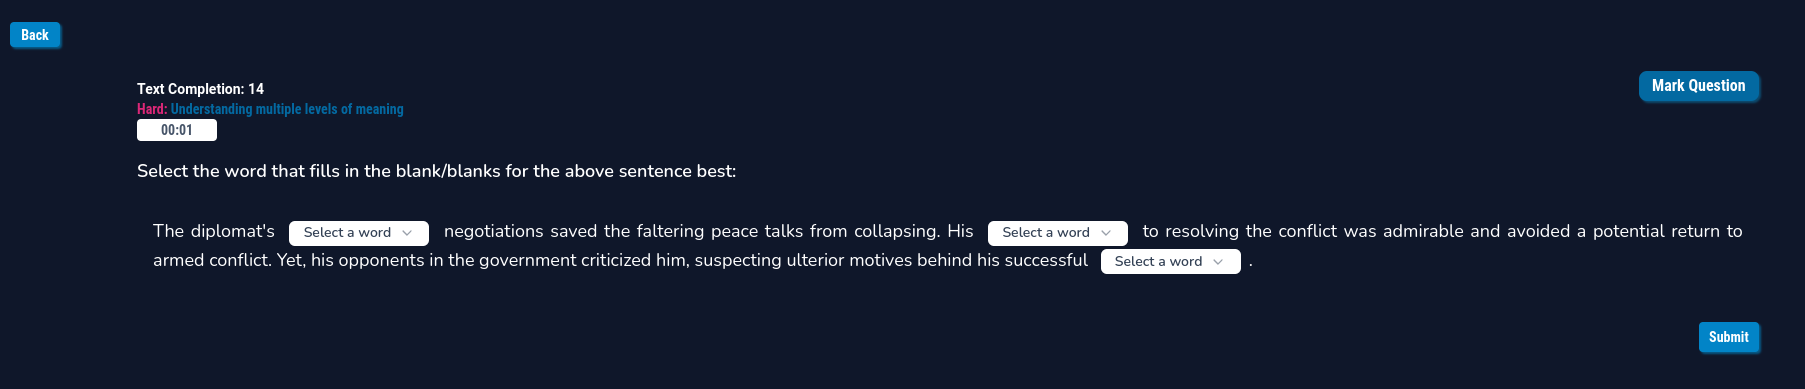 Back
Text Completion: 14
Mark Question
Hard: Understanding multiple levels of meaning
00:01
Select the word that fills in the blank/blanks for the above sentence best:
The diplomat's Select a word negotiations saved the faltering peace talks from collapsing. His Select a word to resolving the conflict was admirable and avoided a potential return to
armed conflict. Yet, his opponents in the government criticized him, suspecting ulterior motives behind his successful Select a word .
Submit